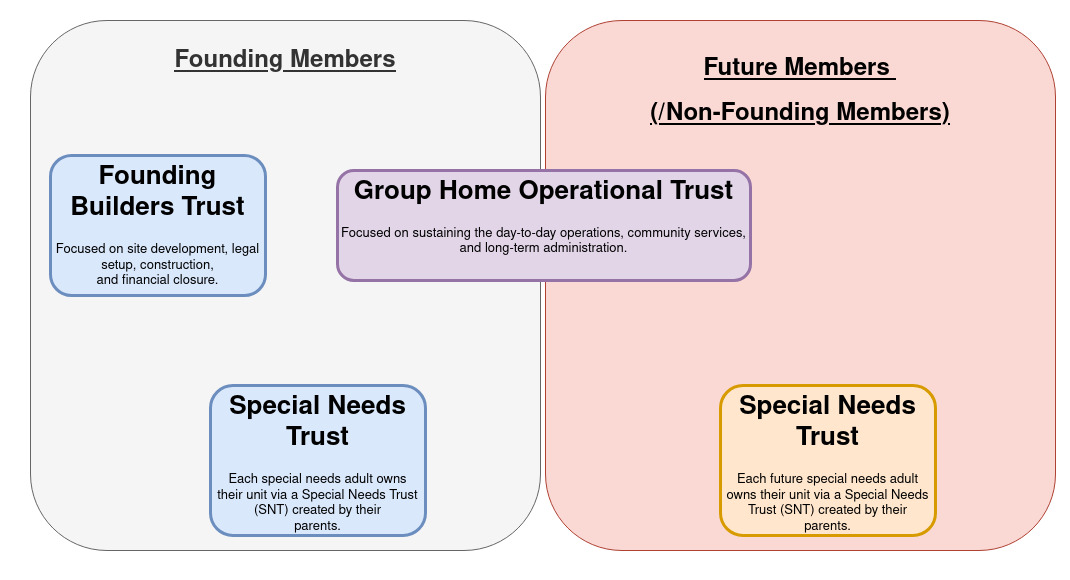 Founding Members
Future Members
(/Non-Founding Members)
Founding
Builders Trust
Focused on site development, legal
setup, construction,
and financial closure.
Group Home Operational Trust
Focused on sustaining the day-to-day operations, community services,
and long-term administration.
Special Needs
Trust
Each special needs adult owns
their unit via a Special Needs Trust
(SNT) created by their
parents.
Special Needs
Trust
Each future special needs adult
owns their unit via a Special Needs
Trust (SNT) created by their
parents.